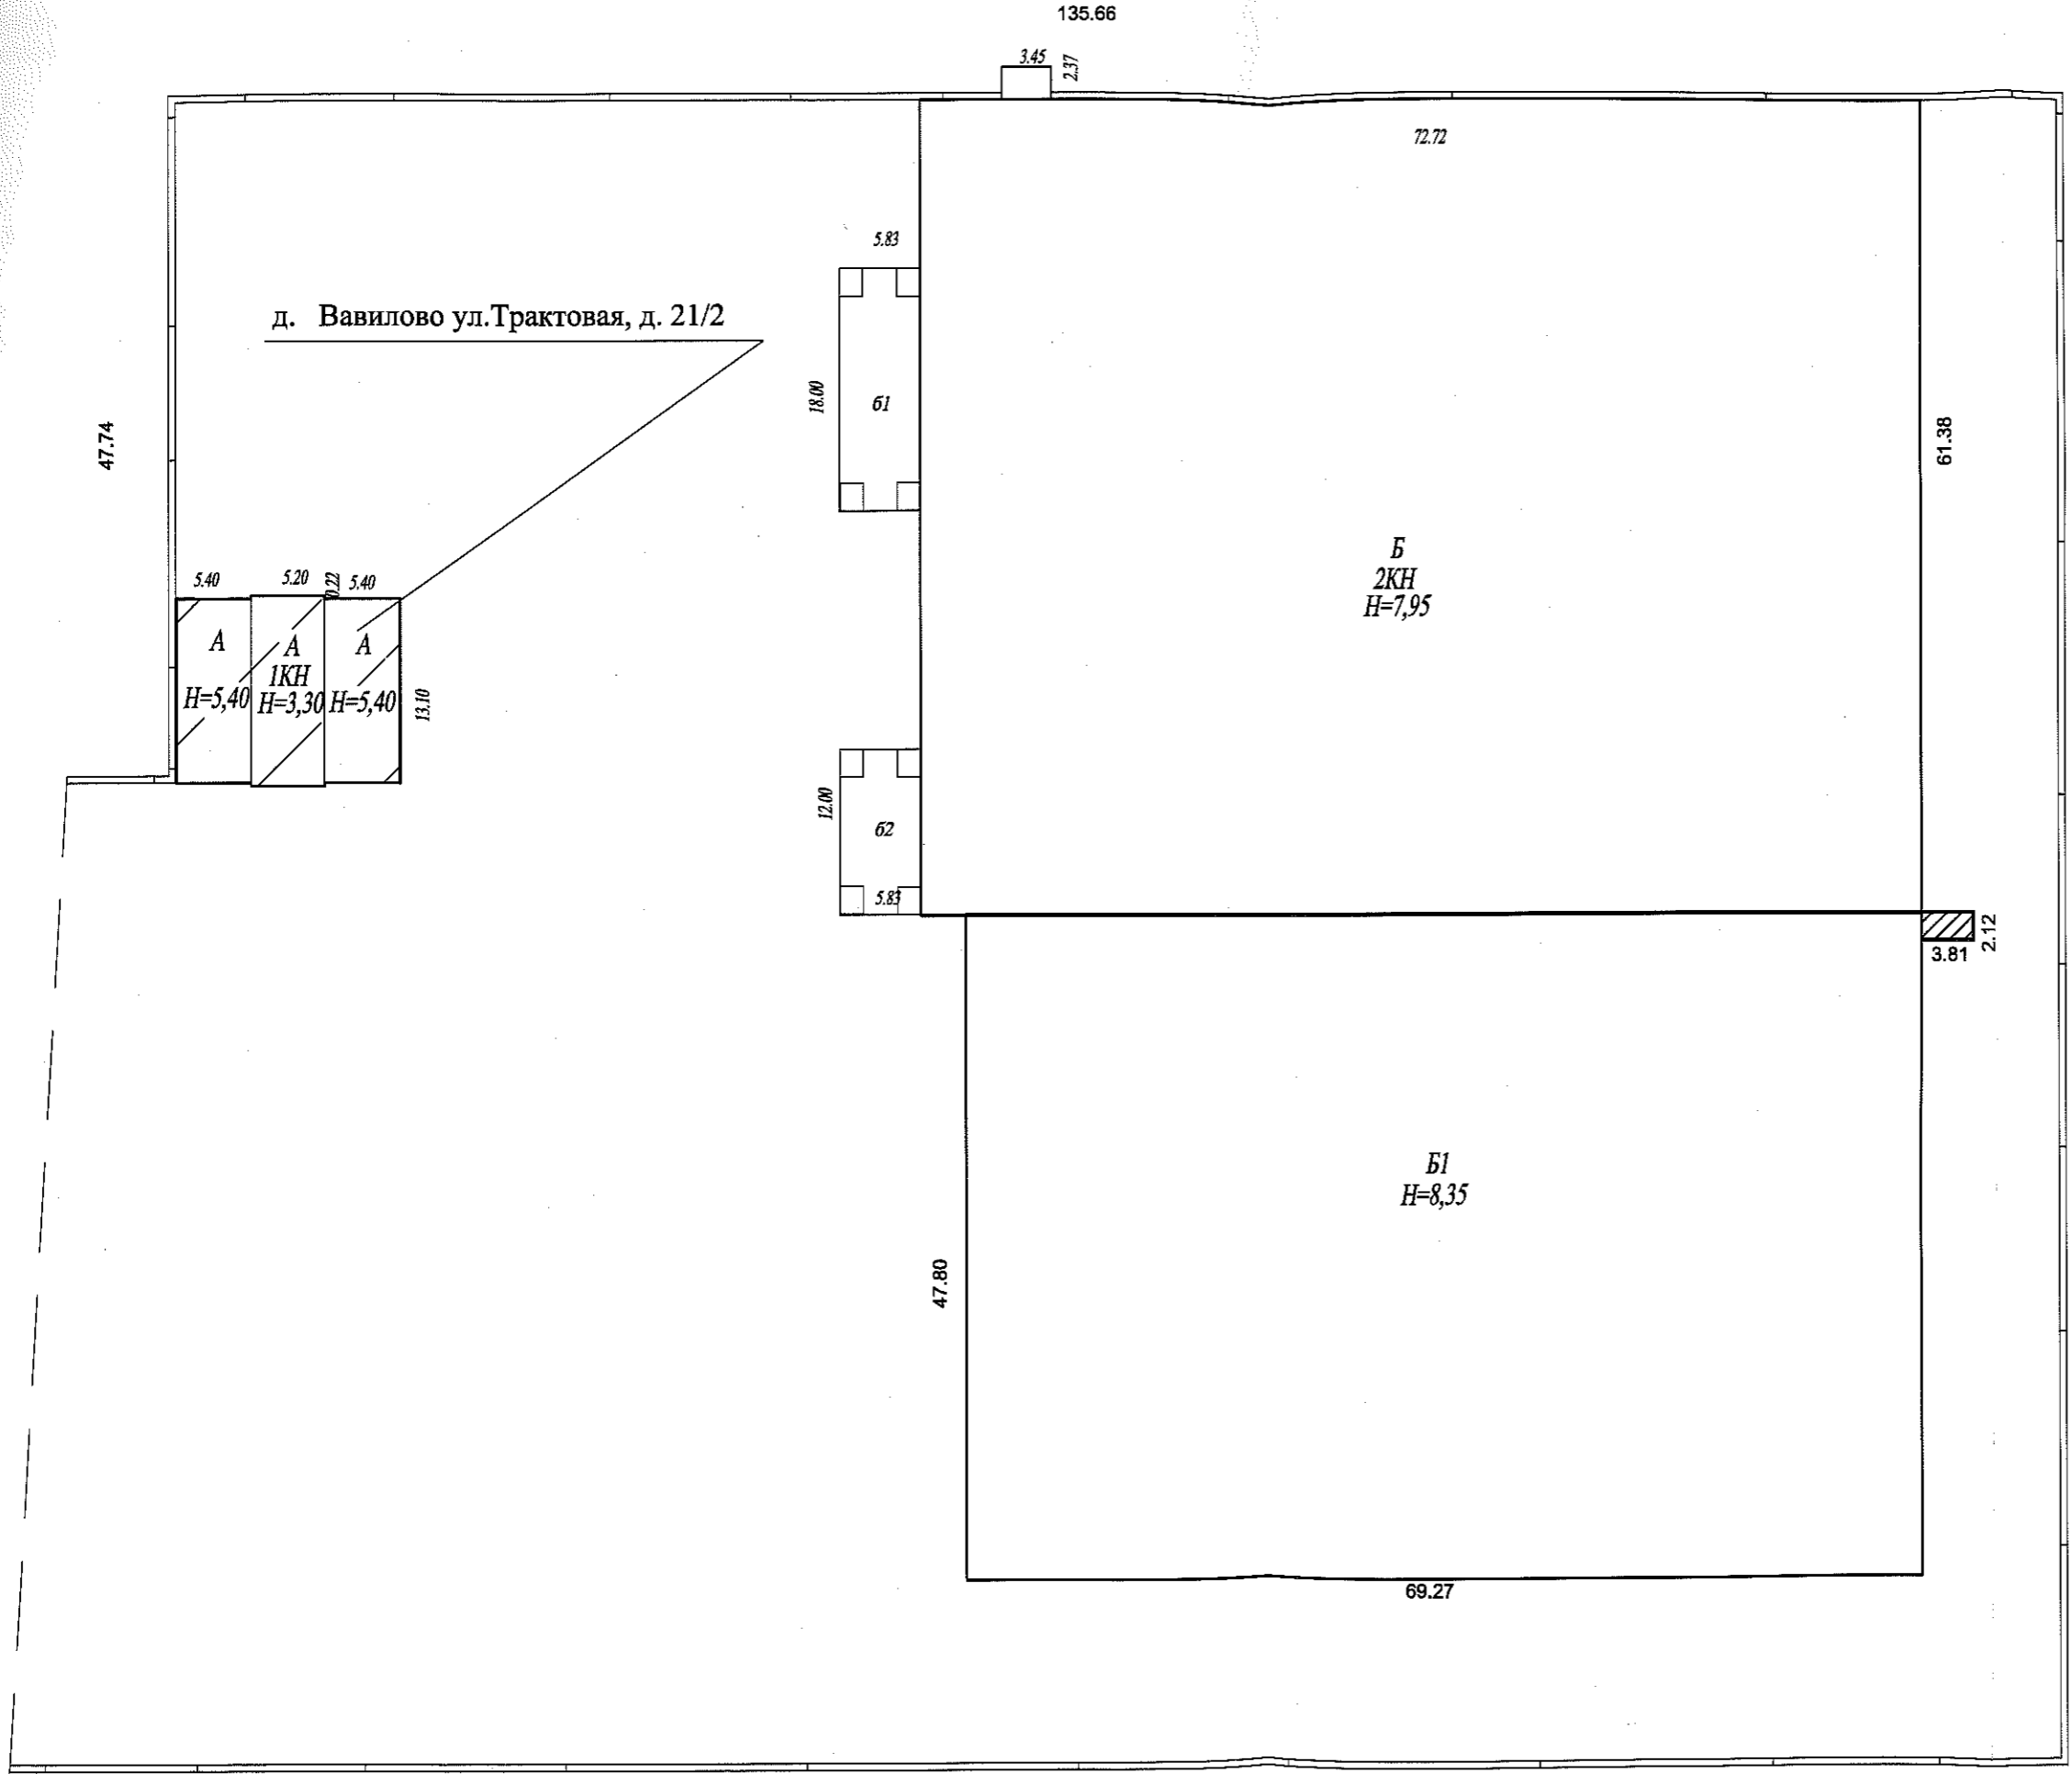 135.66
3.45
2.37
72.72
5.83
д. Вавилово ул.Трактовая, д. 21/2
18.00
б1
47.74
61.38
Б
2КН
Н=7,95
5.40
5.20
0.22
5.40
А
А
А
1КН
Н=5,40
Н=3,30
Н=5,40
13.10
12.00
б2
5.83
2.12
3.81
Б1
Н=8,35
47.80
69.27